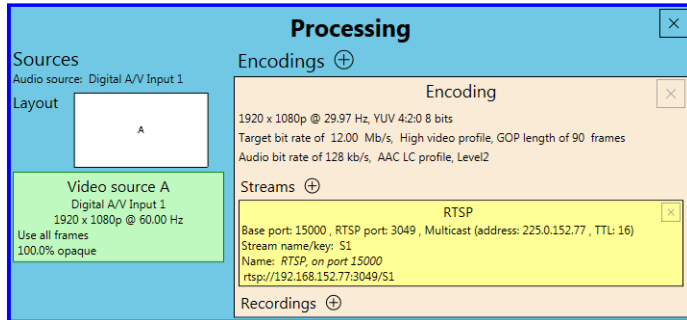 Processing
Sources
Audio source: Digital A/V Input 1
Layout
A
Video source A
Digital A/V Input 1
1920 x 1080p @ 60.00 Hz
Use all frames
100.0% opaque
Encodings
Encoding
1920 x 1080p @ 29.97 Hz, YUV 4:2:0 8 bits
Target bit rate of 12.00 Mb/s, High video profile, GOP length of 90 frames
Audio bit rate of 128 kb/s, AAC LC profile, Level2
Streams
RTSP
Base port: 15000 , RTSP port: 3049 , Multicast (address: 225.0.152.77 , TTL: 16)
Stream name/key: S1
Name: RTSP, on port 15000
rtsp://192.168.152.77:3049/S1
Recordings